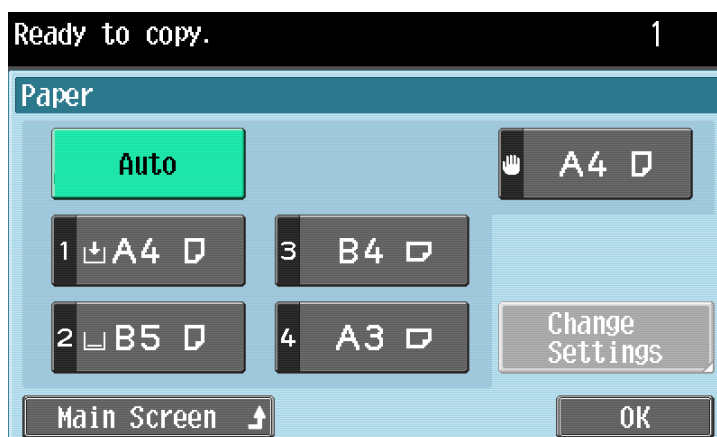 Ready to copy. 1
Paper
Auto
A4
1 A4
3 B4
2 B5
4 A3
Change
Settings
Main Screen
OK